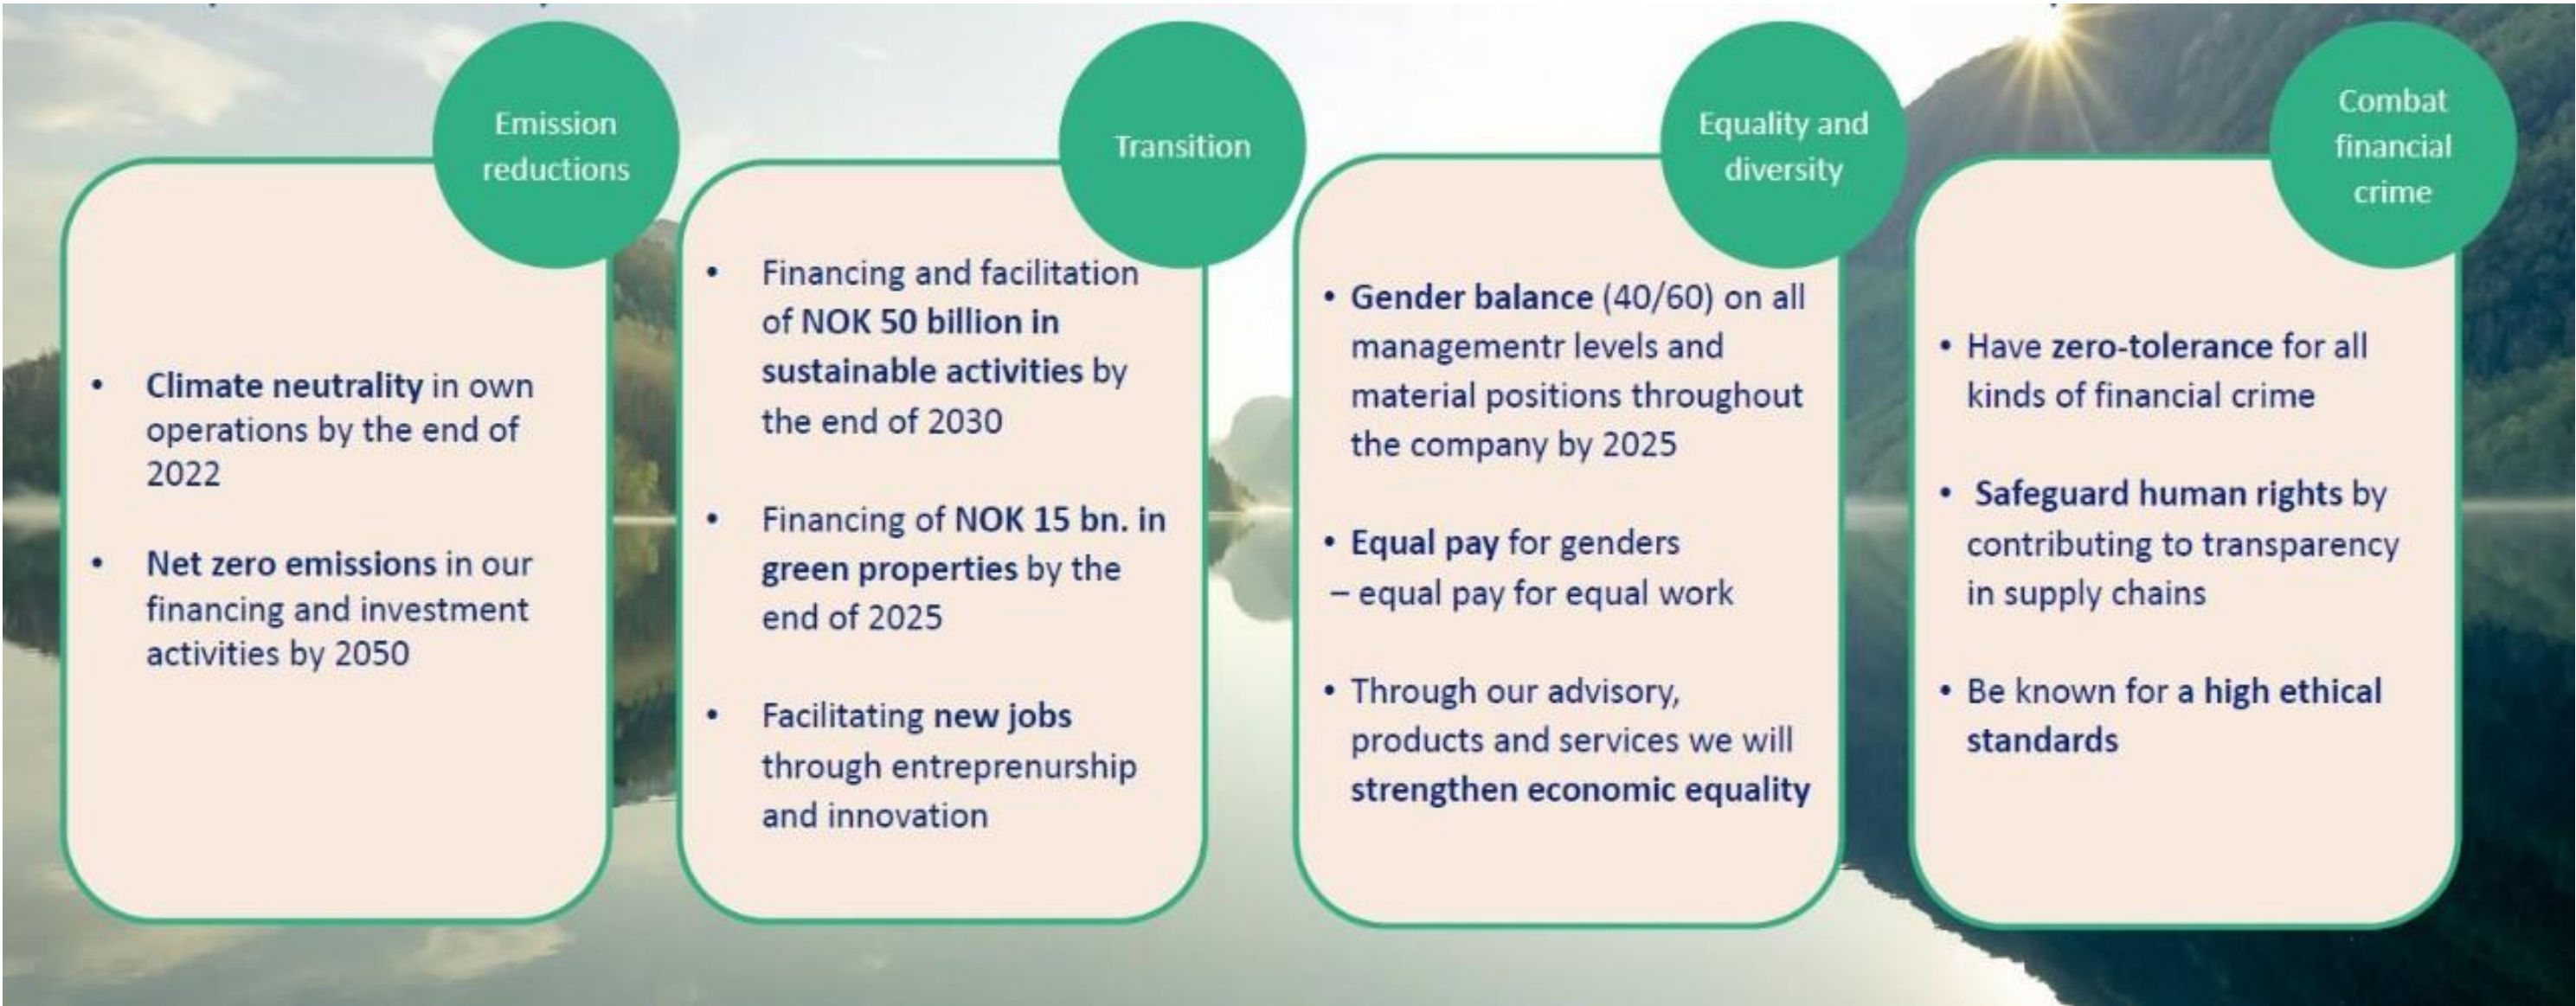 Emission
reductions
• Climate neutrality in own
operations by the end of
2022
• Net zero emissions in our
financing and investment
activities by 2050
Transition
• Financing and facilitation
of NOK 50 billion in
sustainable activities by
the end of 2030
• Financing of NOK 15 bn. in
green properties by the
end of 2025
• Facilitating new jobs
through entreprenurship
and innovation
Equality and
diversity
• Gender balance (40/60) on all
managementr levels and
material positions throughout
the company by 2025
• Equal pay for genders
– equal pay for equal work
• Through our advisory,
products and services we will
strengthen economic equality
Combat
financial
crime
• Have zero-tolerance for all
kinds of financial crime
• Safeguard human rights by
contributing to transparency
in supply chains
• Be known for a high ethical
standards